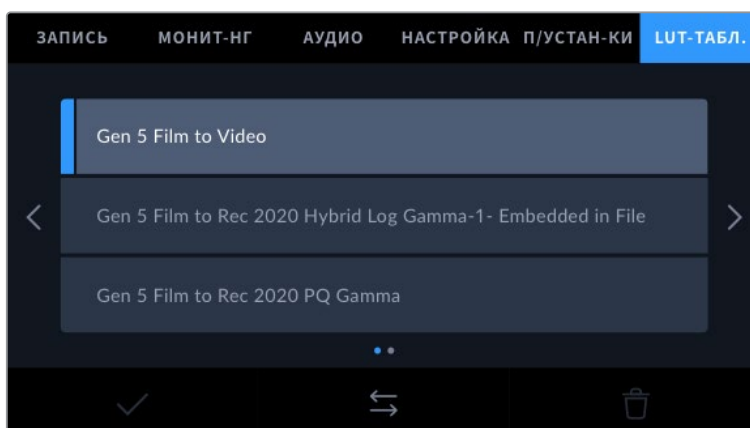 ЗАПИСЬ МОНИТ-НГ АУДИО НАСТРОЙКА П/УСТАН-КИ LUT-ТАБЛ.
Gen 5 Film to Video
Gen 5 Film to Rec 2020 Hybrid Log Gamma-1- Embedded in File
Gen 5 Film to Rec 2020 PQ Gamma